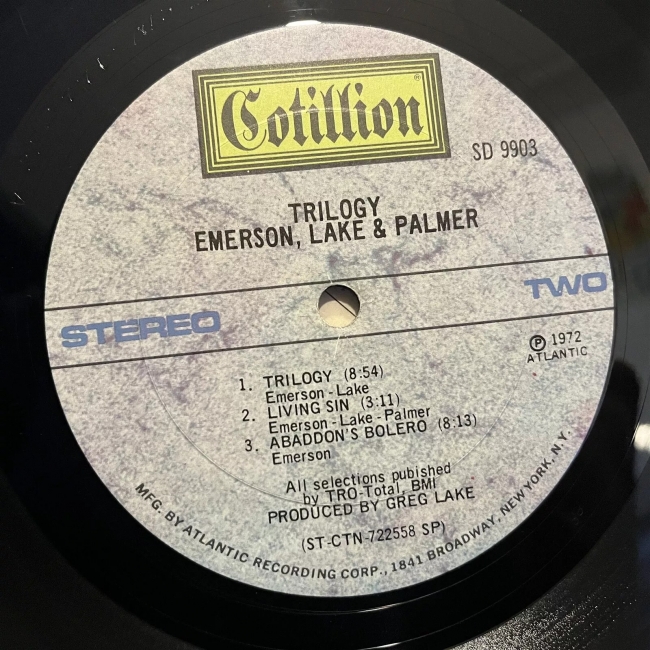 Cotillion®
SD 9903
TRILOGY
EMERSON, LAKE & PALMER
STEREO
TWO
Ⓟ 1972
ATLANTIC
1. TRILOGY (8:54)
Emerson-Lake
2. LIVING SIN (3:11)
Emerson-Lake-Palmer
3. ABADDON'S BOLERO (8:13)
Emerson
All selections pubished
by TRO-Total, BMI
PRODUCED BY GREG LAKE
(ST-CTN-722558 SP)
MFG. BY ATLANTIC RECORDING CORP., 1841 BROADWAY, NEW YORK, N.Y.